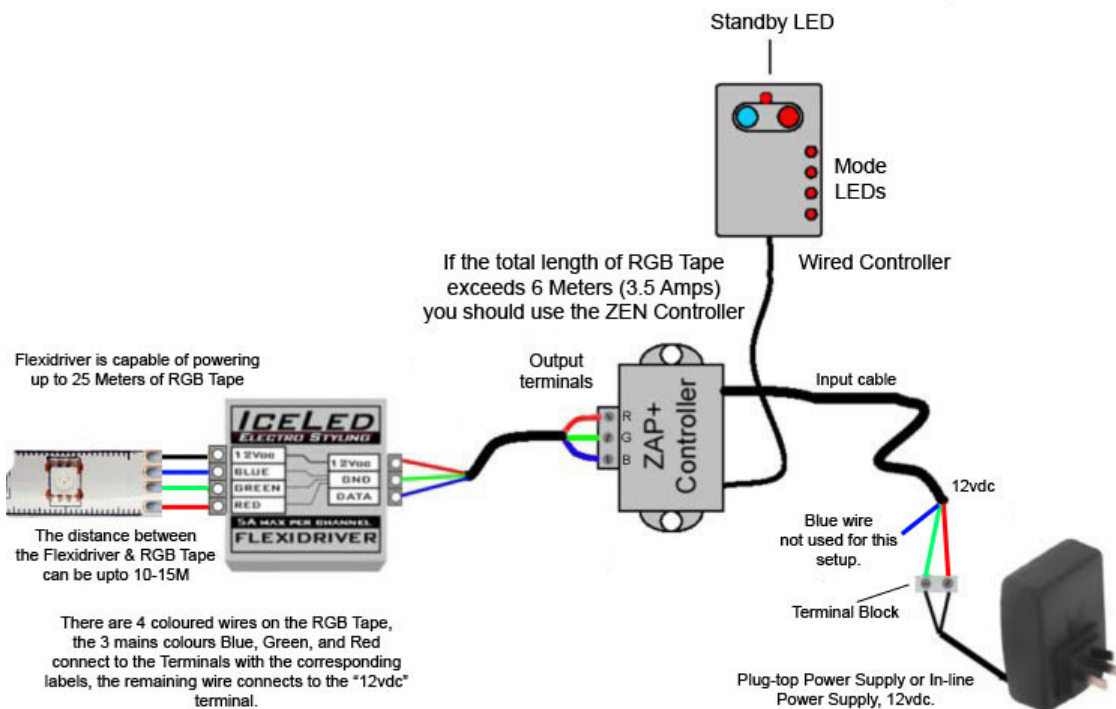 Standby LED
Mode
LEDs
Wired Controller
If the total length of RGB Tape
exceeds 6 Meters (3.5 Amps)
you should use the ZEN Controller
Flexidriver is capable of powering
up to 25 Meters of RGB Tape
Output
terminals
Input cable
ICELED
ELECTRO STYLING
12VDD
BLUE
GREEN
RED
12VDD
GND
DATA
5A MAX PER CHANNEL
FLEXIDRIVER
R
G
B
ZAP+
Controller
12vdc
Blue wire
not used for this
setup.
Terminal Block
The distance between
the Flexidriver & RGB Tape
can be upto 10-15M
There are 4 coloured wires on the RGB Tape,
the 3 mains colours Blue, Green, and Red
connect to the Terminals with the corresponding
labels, the remaining wire connects to the “12vdc”
terminal.
Plug-top Power Supply or In-line
Power Supply, 12vdc.